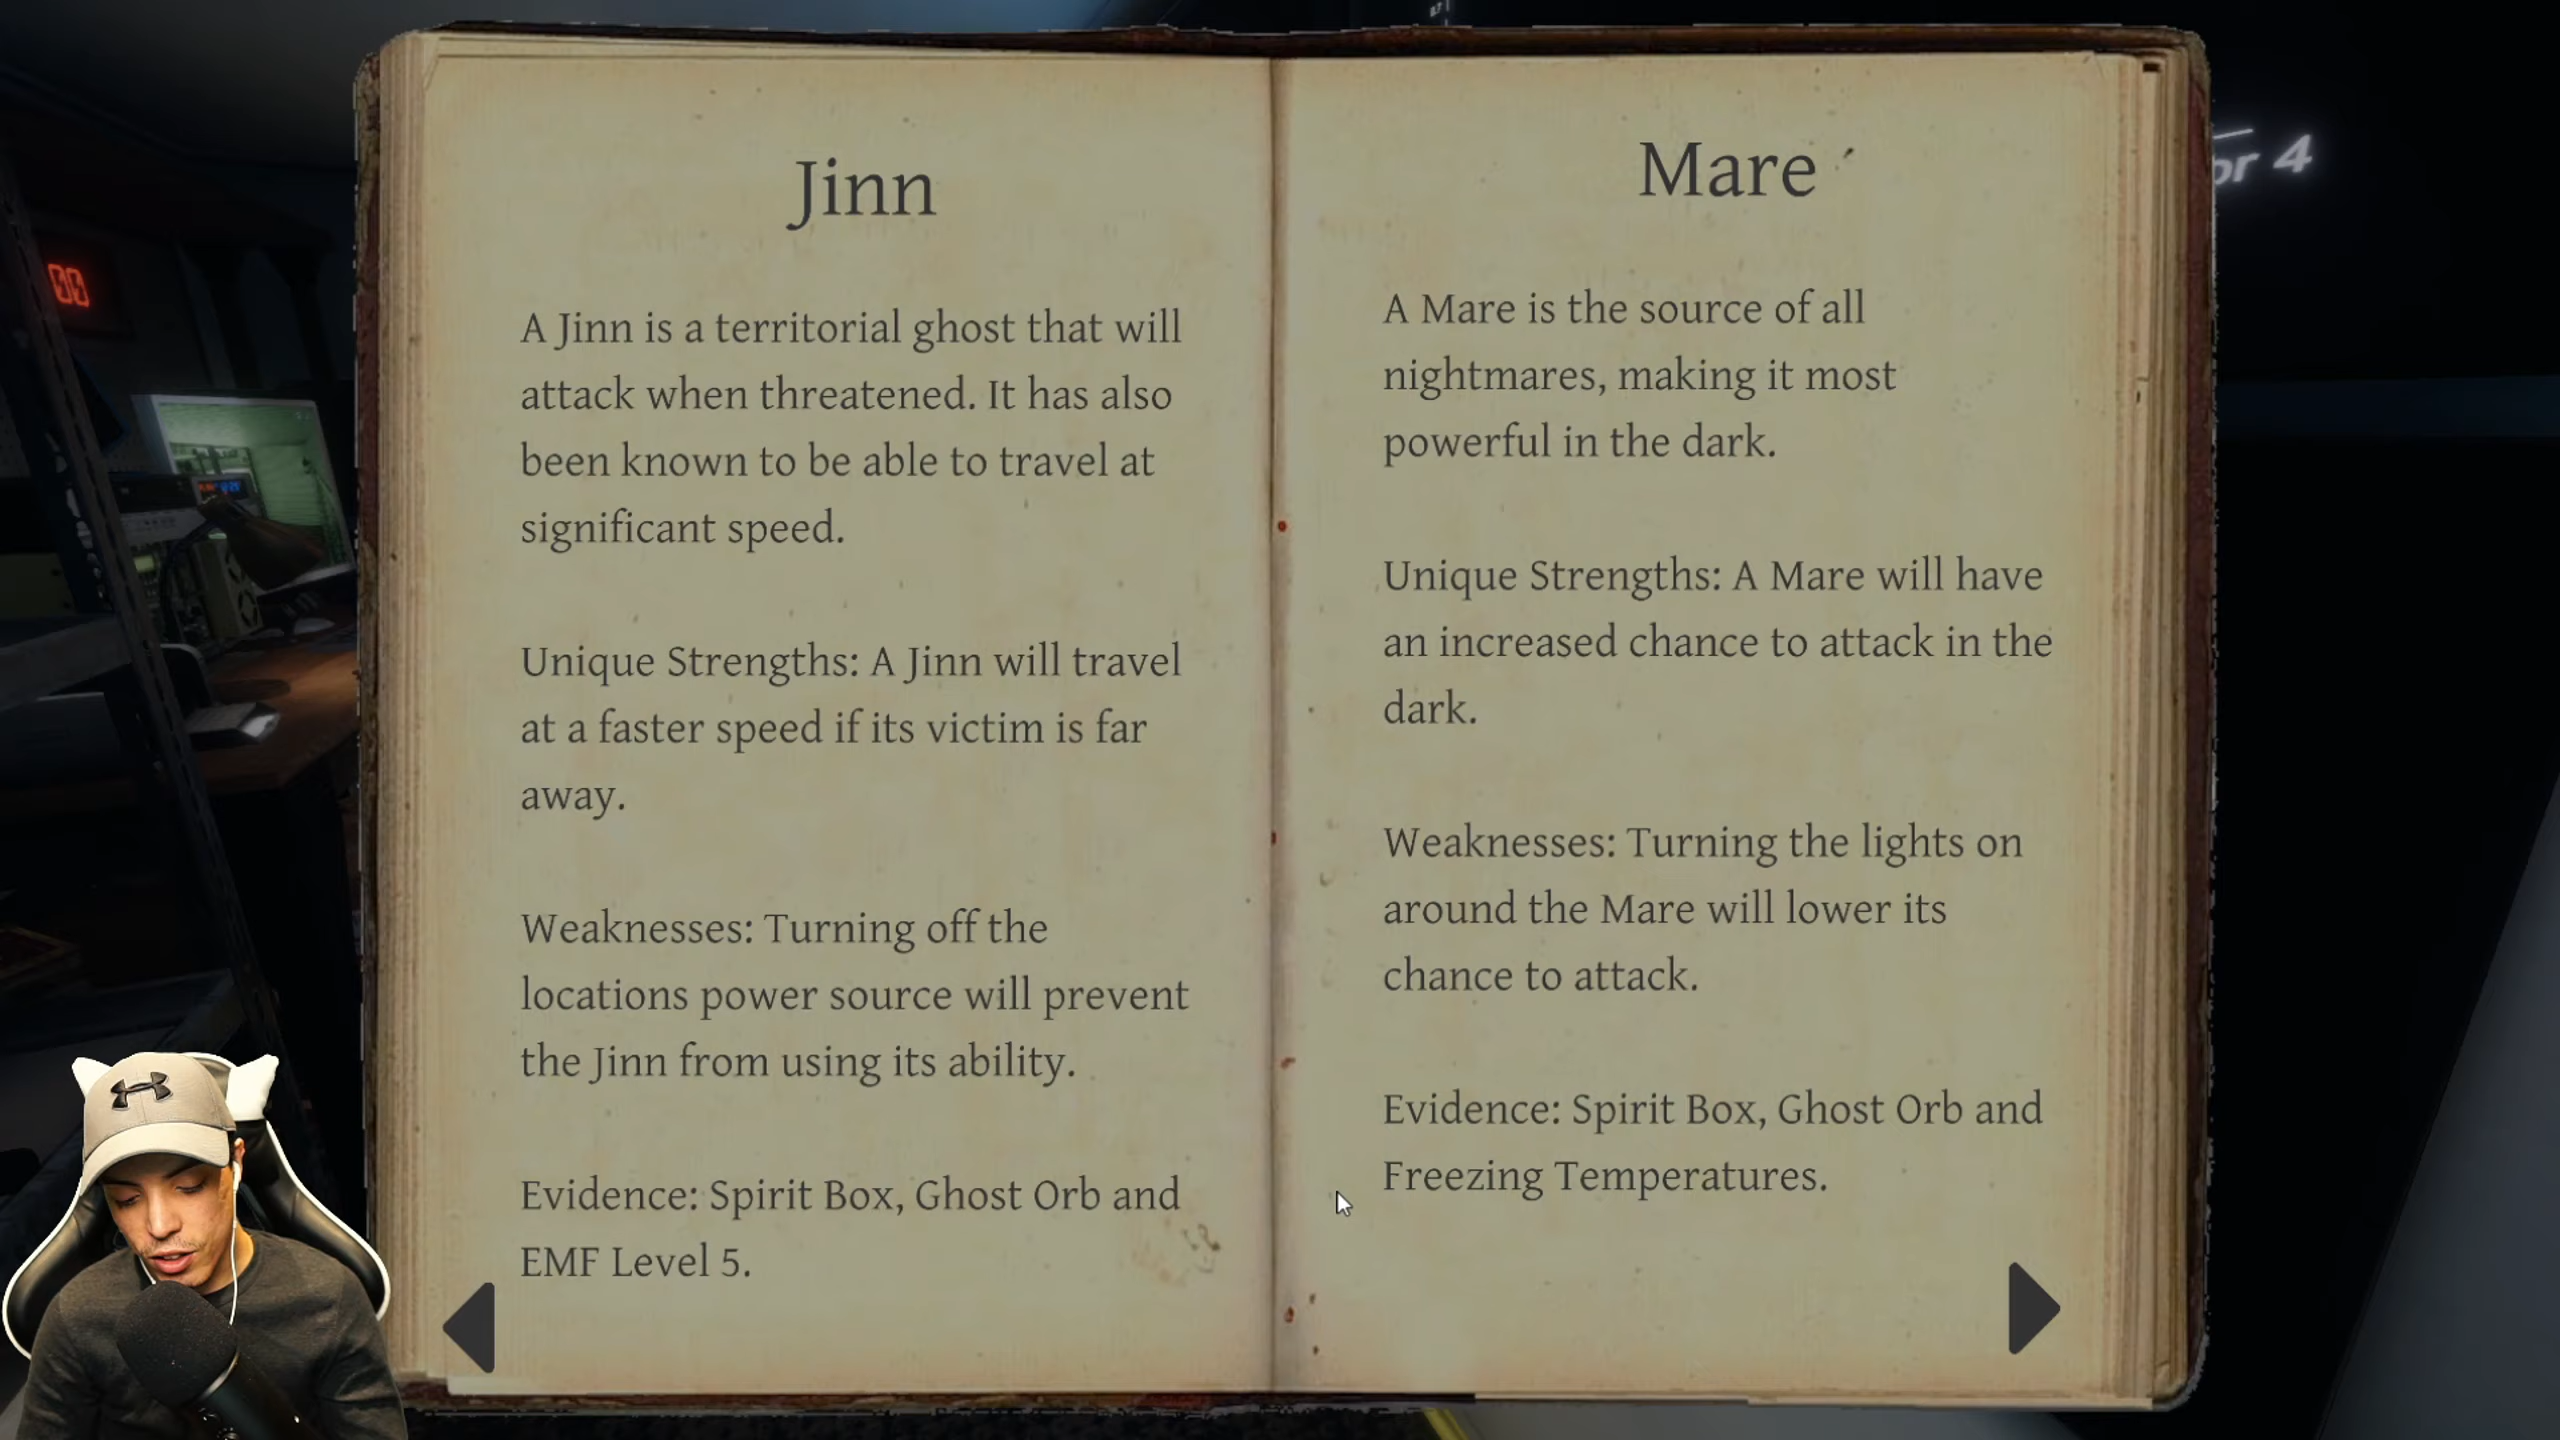 Jinn
A Jinn is a territorial ghost that will
attack when threatened. It has also
been known to be able to travel at
significant speed.
Unique Strengths: A Jinn will travel
at a faster speed if its victim is far
away.
Weaknesses: Turning off the
locations power source will prevent
the Jinn from using its ability.
Evidence: Spirit Box, Ghost Orb and
EMF Level 5.
Mare
A Mare is the source of all
nightmares, making it most
powerful in the dark.
Unique Strengths: A Mare will have
an increased chance to attack in the
dark.
Weaknesses: Turning the lights on
around the Mare will lower its
chance to attack.
Evidence: Spirit Box, Ghost Orb and
Freezing Temperatures.
or 4
00